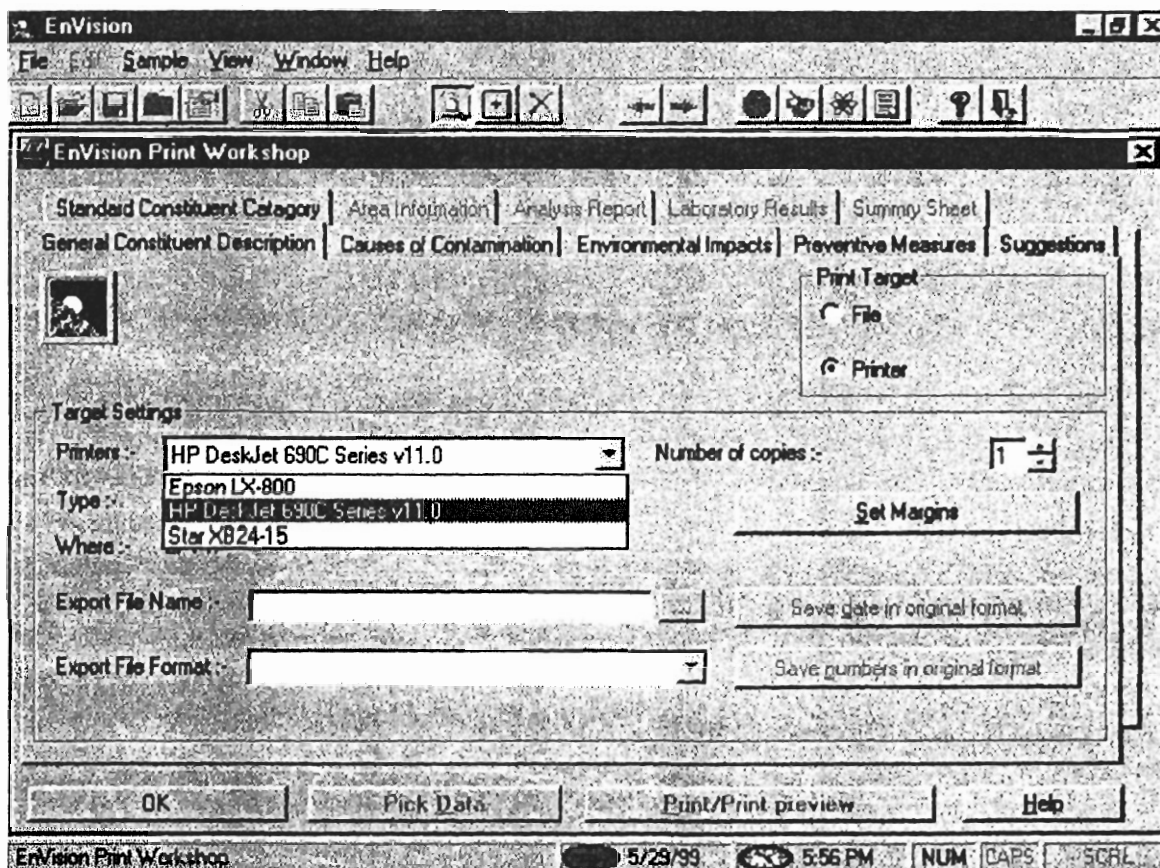 EnVision
File Edit Sample View Window Help
EnVision Print Workshop
Standard Constituent Catagory Area Information Analysis Report Laboratory Results Summry Sheet
General Constituent Description Causes of Contamination Environmental Impacts Preventive Measures Suggestions
Print Target
File
Printer
Target Settings
Printers :- HP DeskJet 690C Series v11.0 Number of copies :- 1
Epson LX-800
Type :- HP DeskJet 690C Series v11.0 Set Margins
Where :- Star XB24-15
Export File Name :- ... Save date in original format
Export File Format :- Save numbers in original format
OK Pick Data Print/Print preview... Help
EnVision Print Workshop 5/29/99 5:56 PM NUM CAPS SCRL